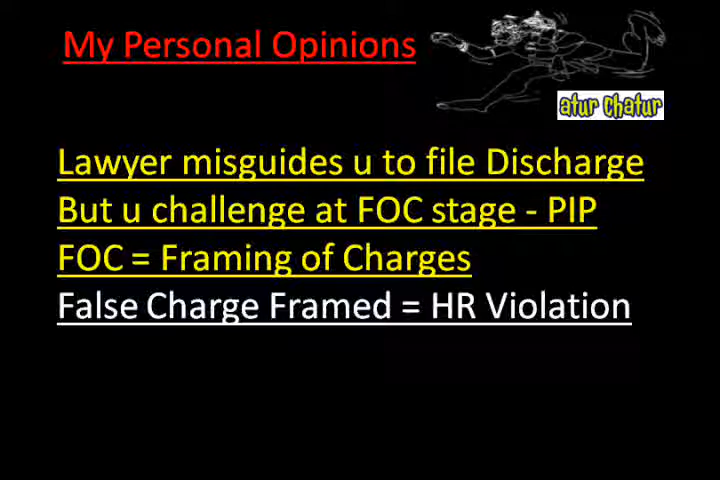 My Personal Opinions
atur chatur
Lawyer misguides u to file Discharge
But u challenge at FOC stage - PIP
FOC = Framing of Charges
False Charge Framed = HR Violation